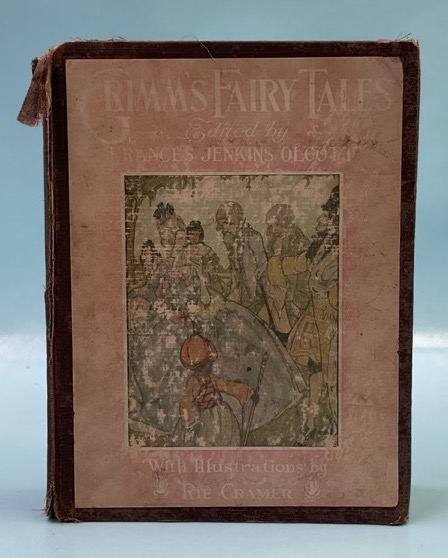 GRIMM'S FAIRY TALES
Edited by
FRANCES JENKINS OLCOTT
With Illustrations by
RIE CRAMER